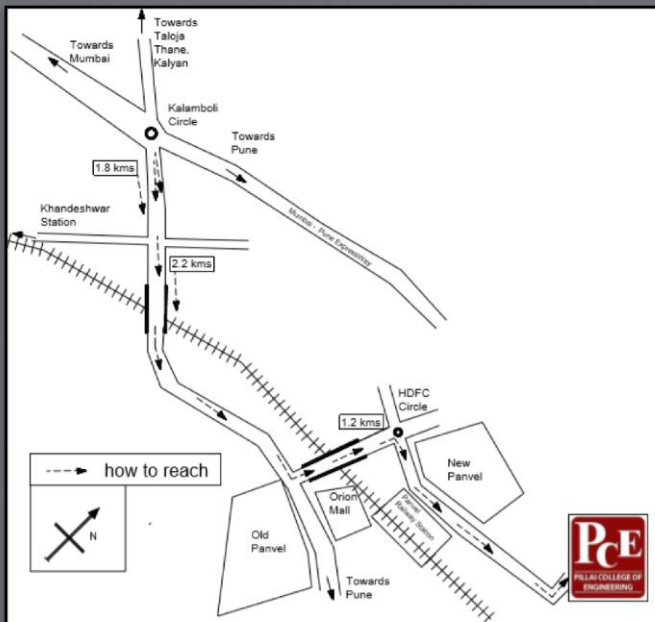 Towards
Taloja
Thane,
Kalyan
Towards
Mumbai
Kalamboli
Circle
Towards
Pune
1.8 kms
Khandeshwar
Station
Mumbai - Pune ExpressWay
2.2 kms
HDFC
Circle
1.2 kms
how to reach
New
Panvel
Orion
Mall
Panvel
Railway Station
Old
Panvel
N
Towards
Pune
PCE
PILLAI COLLEGE OF
ENGINEERING